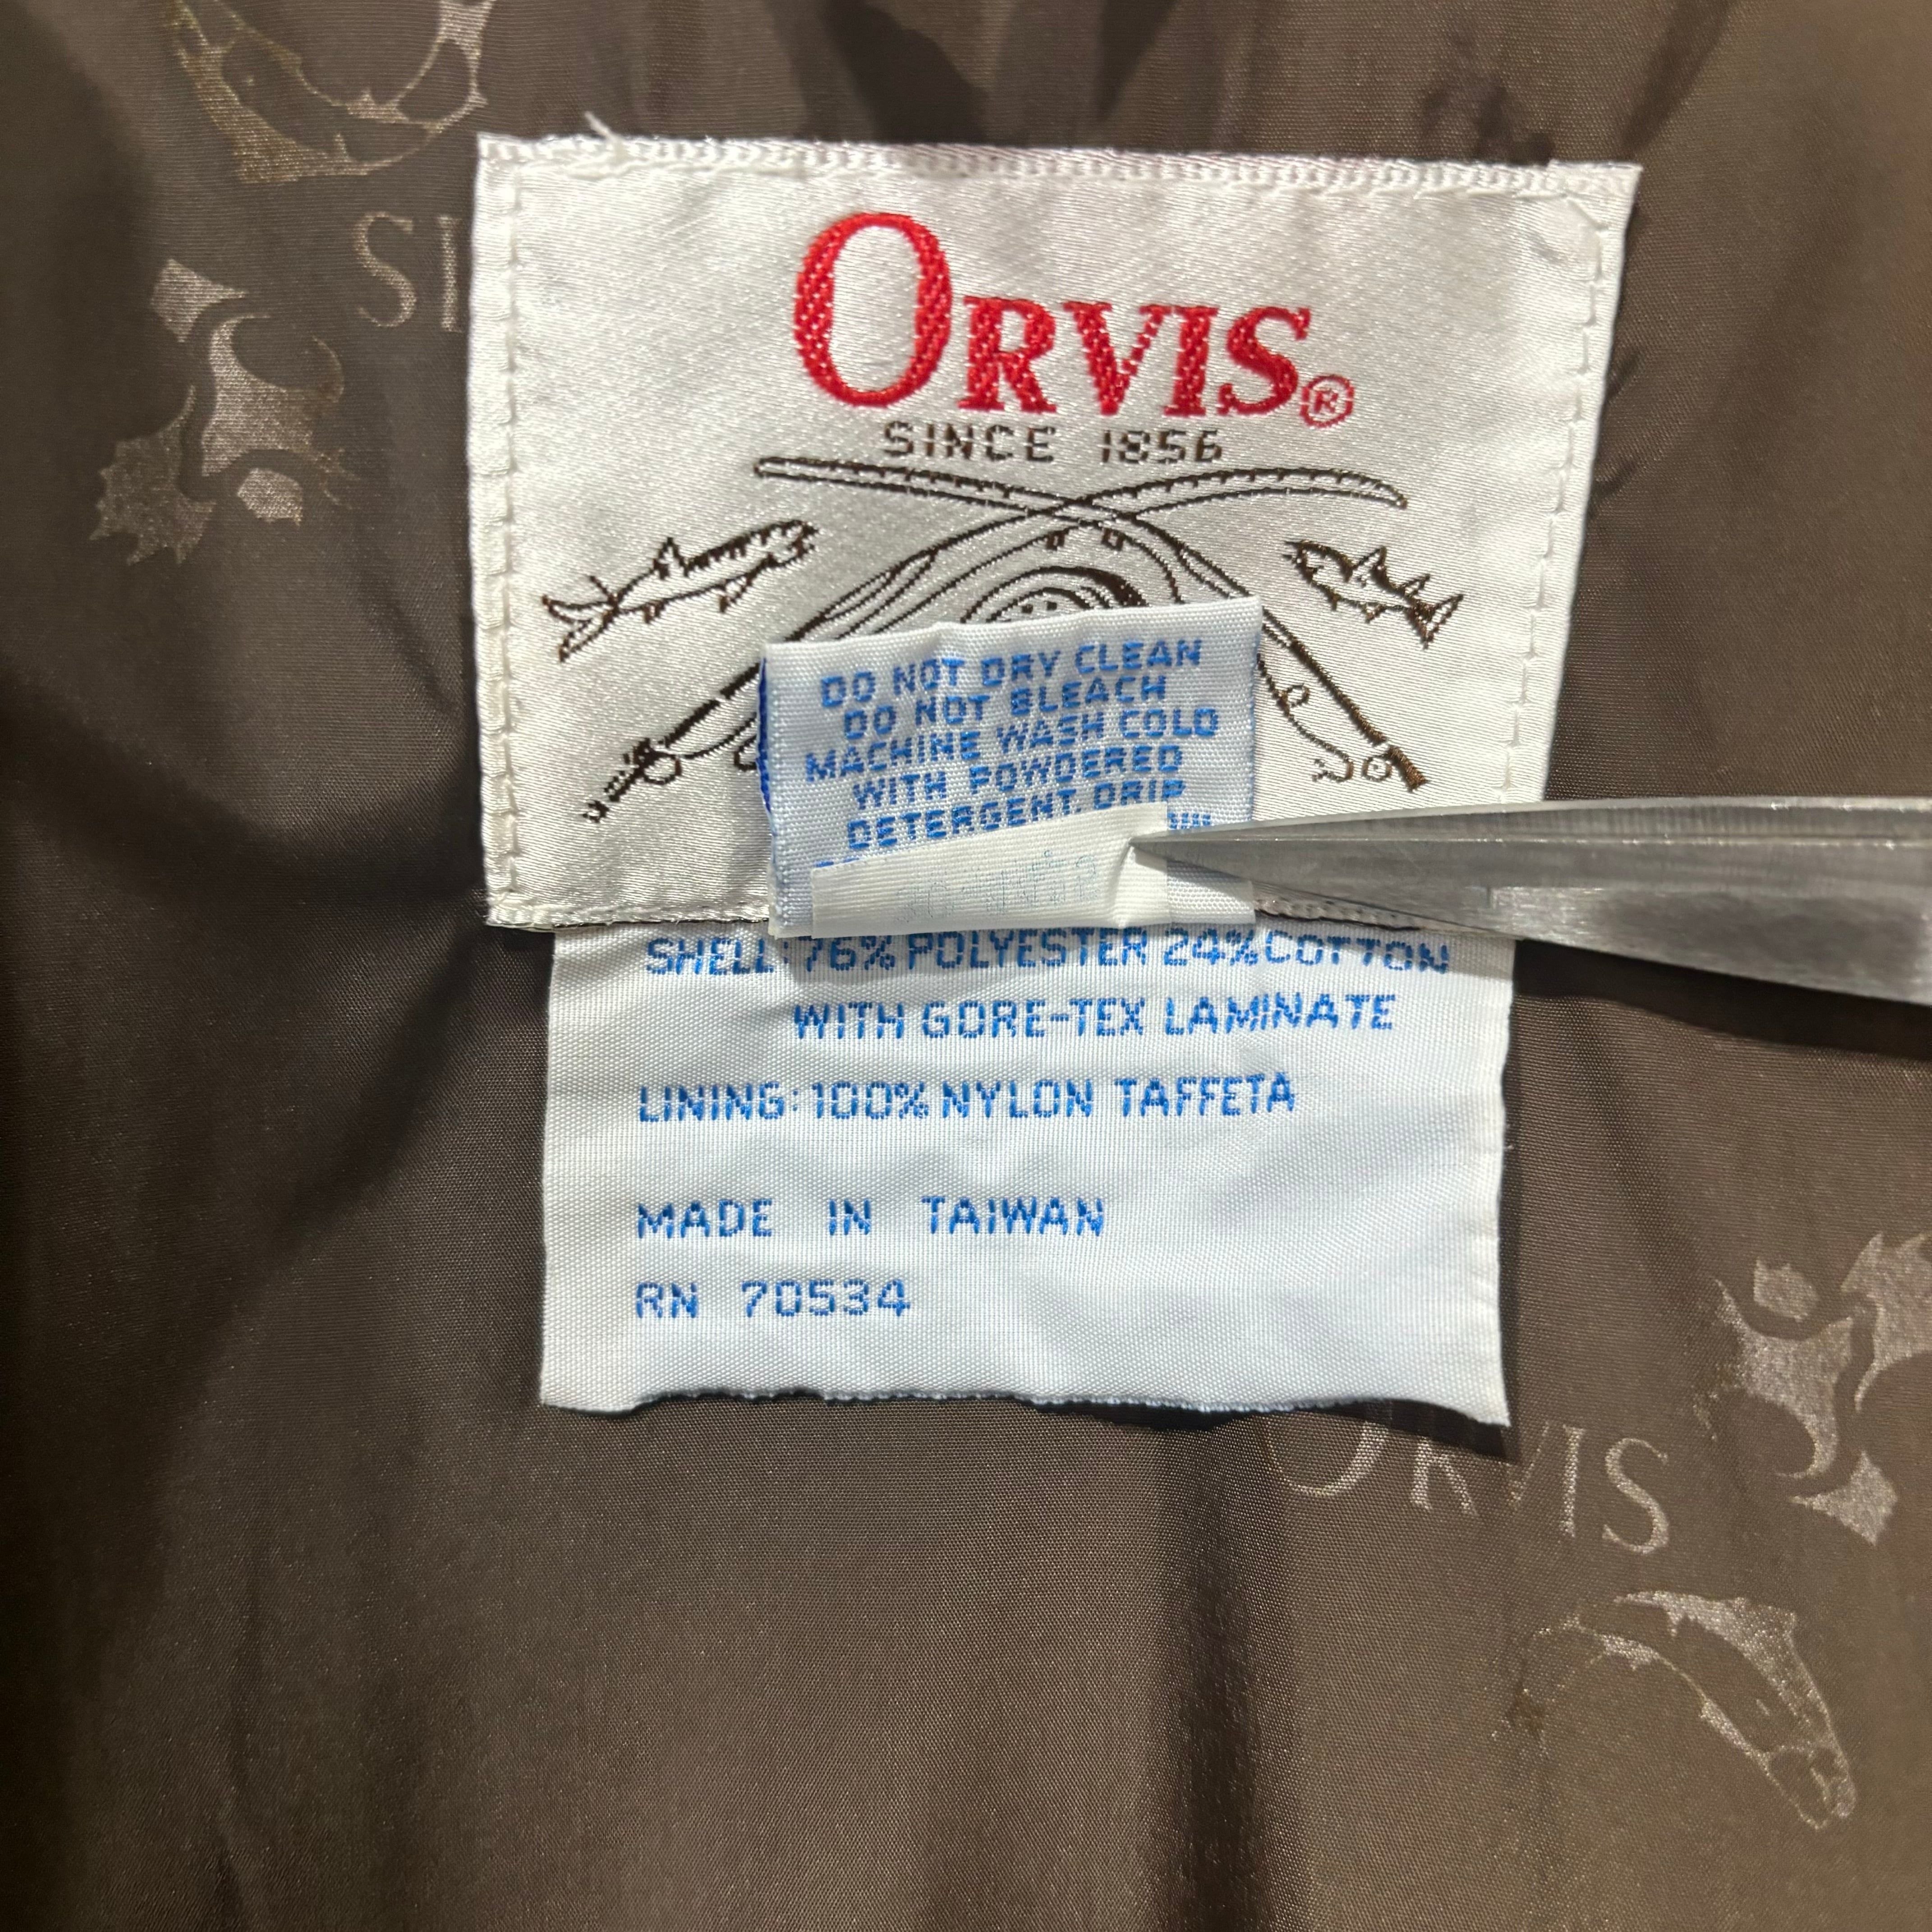 SI
ORVIS®
SINCE 1856
DO NOT DRY CLEAN
DO NOT BLEACH
MACHINE WASH COLD
WITH POWDERED
DETERGENT. DRIP
SHELL: 76% POLYESTER 24% COTTON
WITH GORE-TEX LAMINATE
LINING: 100% NYLON TAFFETA
MADE IN TAIWAN
RN 70534
ORVIS